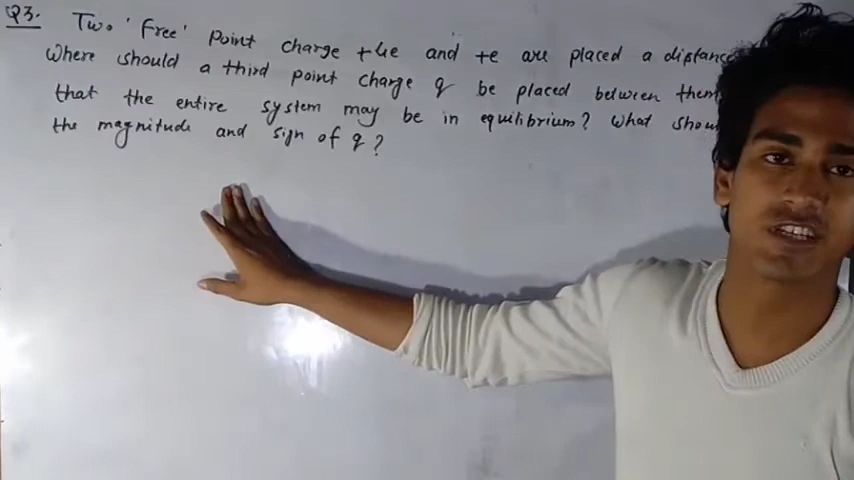 Q3. Two 'free' point charge +4e and +e are placed a distance
Where should a third point charge q be placed between them
that the entire system may be in equilibrium? What shou
the magnitude and sign of q?